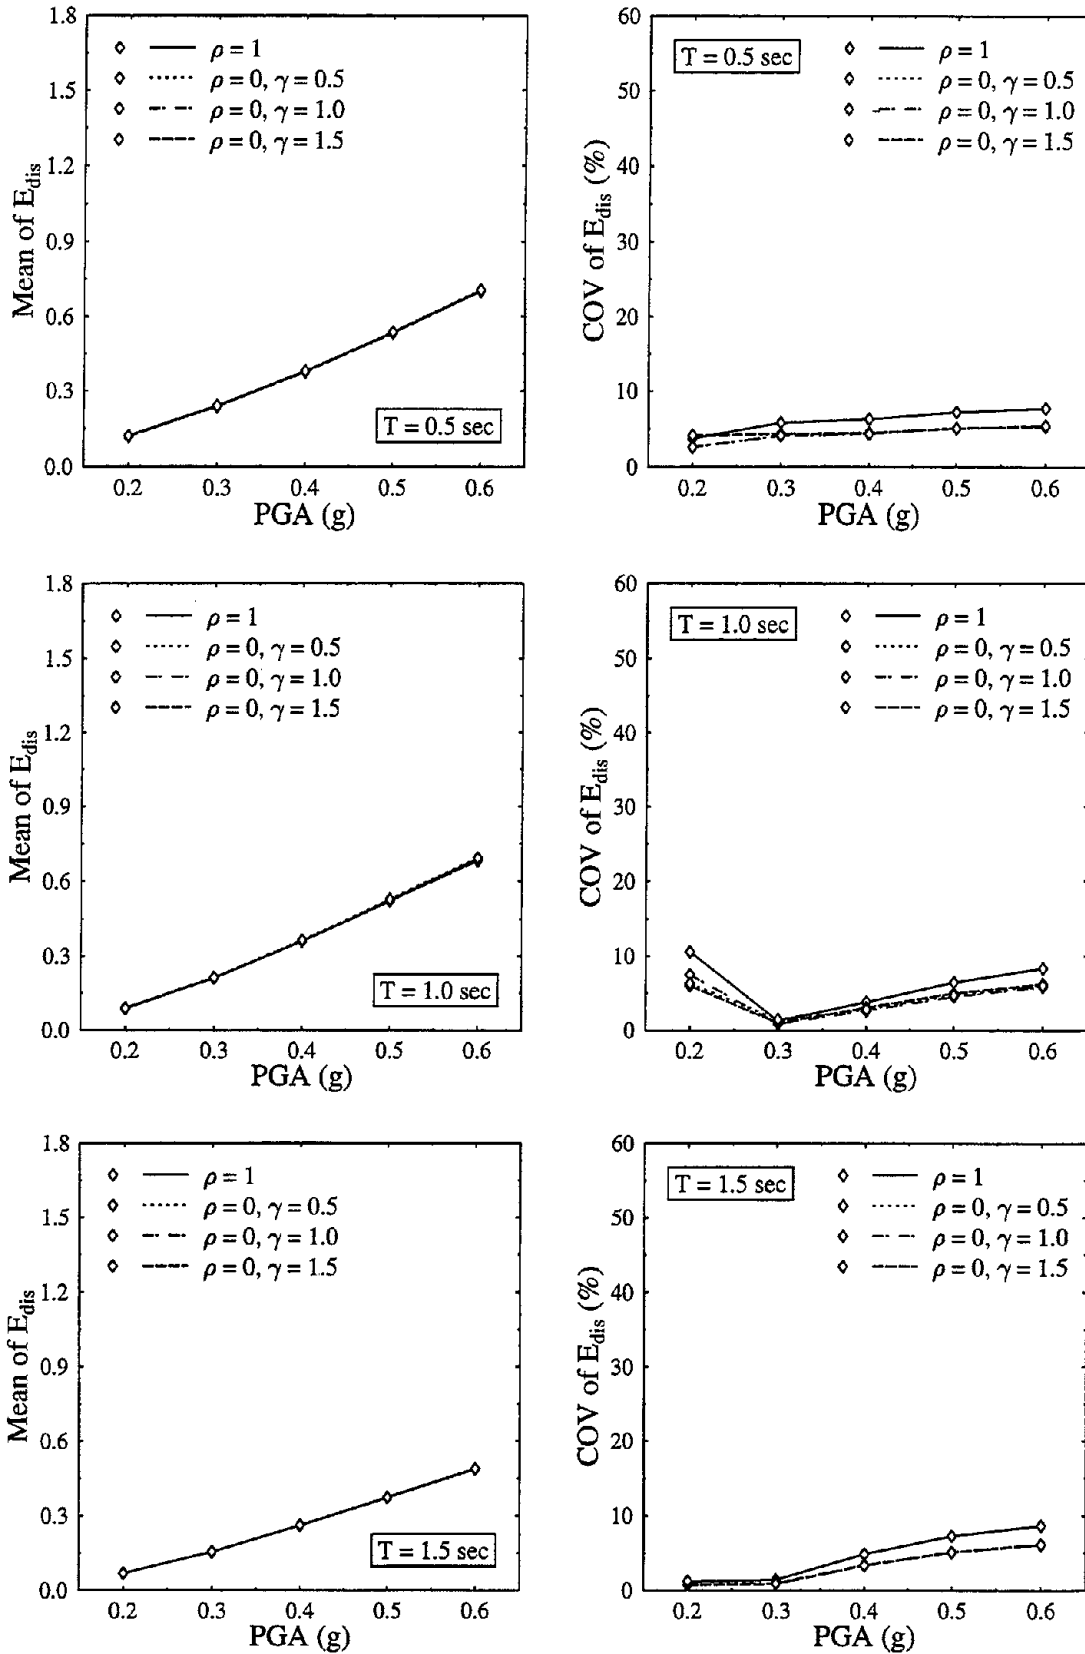 1.8
1.5
1.2
0.9
0.6
0.3
0.0
Mean of E_dis
ρ = 1
ρ = 0, γ = 0.5
ρ = 0, γ = 1.0
ρ = 0, γ = 1.5
T = 0.5 sec
0.2 0.3 0.4 0.5 0.6
PGA (g)
60
50
40
30
20
10
0
COV of E_dis (%)
T = 0.5 sec
ρ = 1
ρ = 0, γ = 0.5
ρ = 0, γ = 1.0
ρ = 0, γ = 1.5
0.2 0.3 0.4 0.5 0.6
PGA (g)
1.8
1.5
1.2
0.9
0.6
0.3
0.0
Mean of E_dis
ρ = 1
ρ = 0, γ = 0.5
ρ = 0, γ = 1.0
ρ = 0, γ = 1.5
T = 1.0 sec
0.2 0.3 0.4 0.5 0.6
PGA (g)
60
50
40
30
20
10
0
COV of E_dis (%)
T = 1.0 sec
ρ = 1
ρ = 0, γ = 0.5
ρ = 0, γ = 1.0
ρ = 0, γ = 1.5
0.2 0.3 0.4 0.5 0.6
PGA (g)
1.8
1.5
1.2
0.9
0.6
0.3
0.0
Mean of E_dis
ρ = 1
ρ = 0, γ = 0.5
ρ = 0, γ = 1.0
ρ = 0, γ = 1.5
T = 1.5 sec
0.2 0.3 0.4 0.5 0.6
PGA (g)
60
50
40
30
20
10
0
COV of E_dis (%)
T = 1.5 sec
ρ = 1
ρ = 0, γ = 0.5
ρ = 0, γ = 1.0
ρ = 0, γ = 1.5
0.2 0.3 0.4 0.5 0.6
PGA (g)